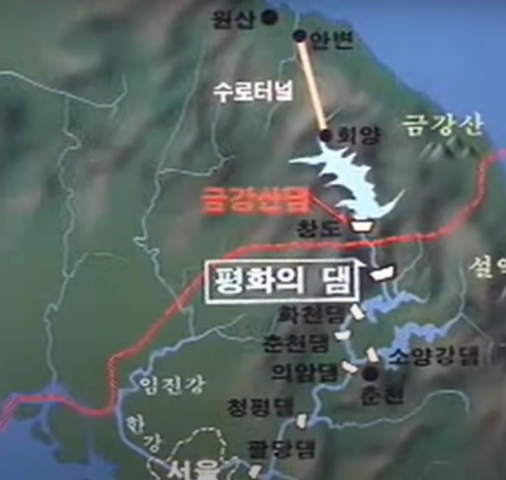 원산
안변
수로터널
회양
금강산
금강산댐
창도
평화의 댐
설악
화천댐
춘천댐
소양강댐
의암댐
춘천
임진강
청평댐
한강
팔당댐
서울